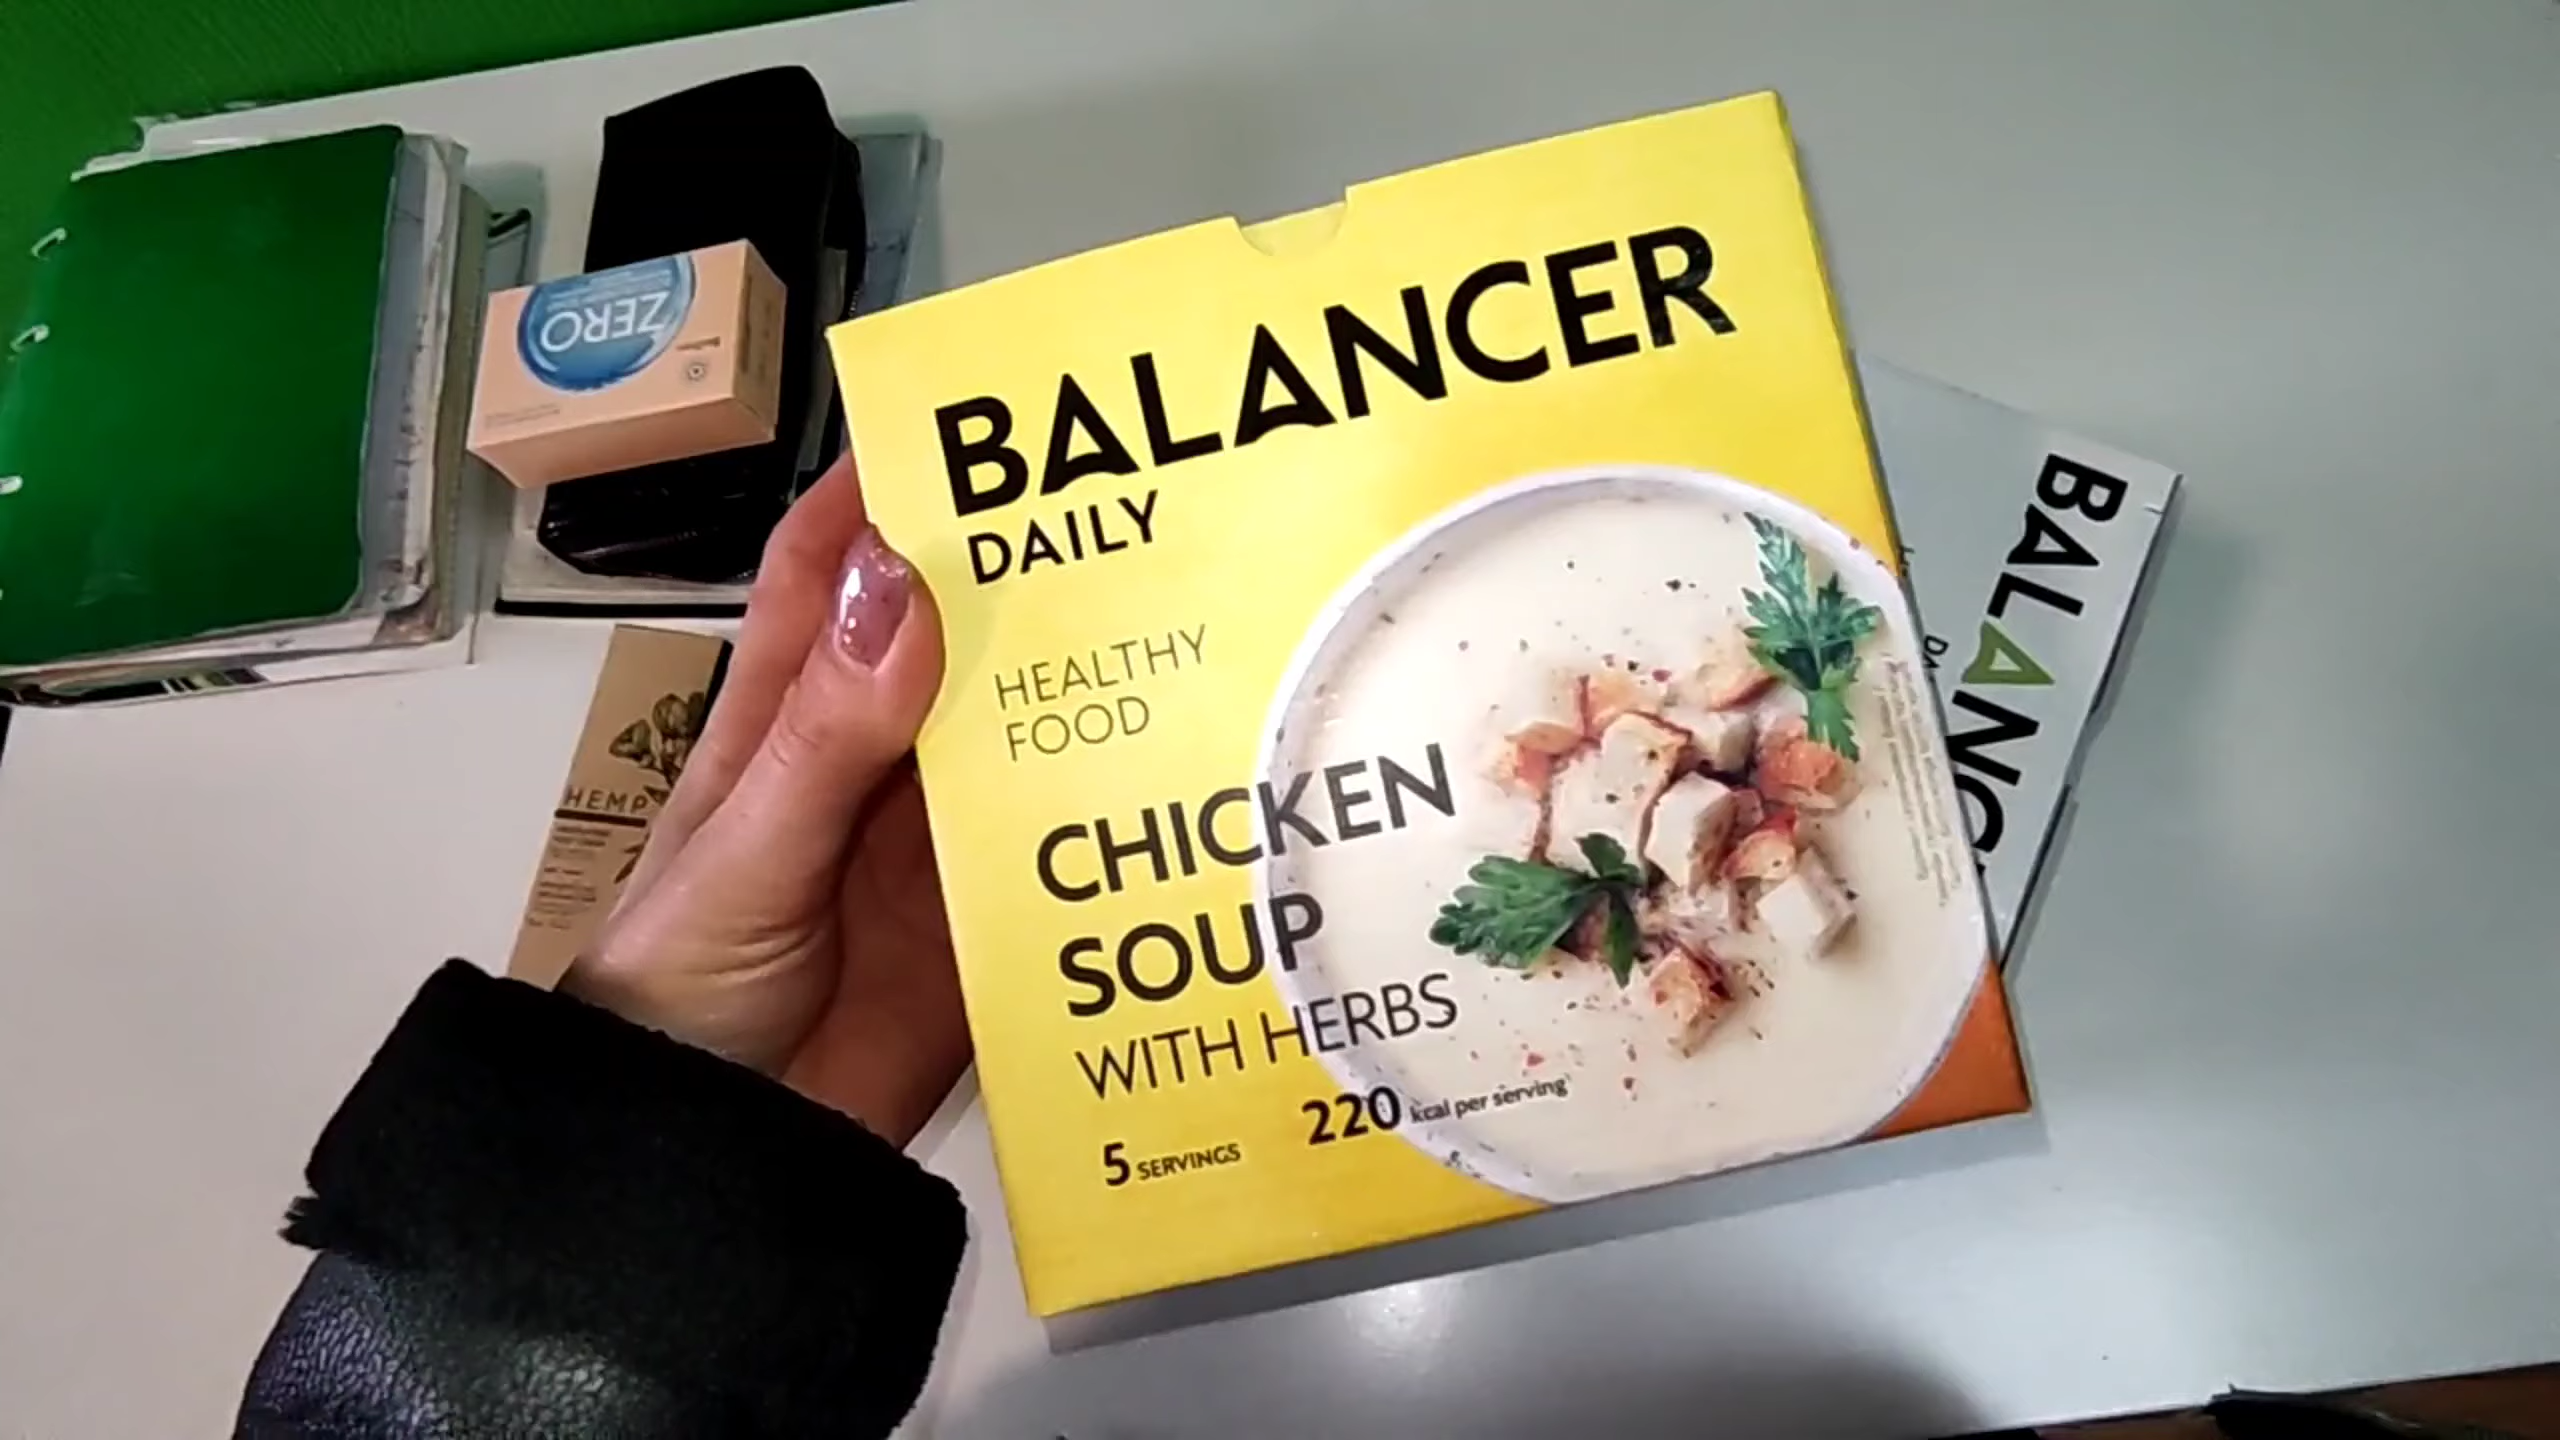 BALANCER
DAILY
HEALTHY
FOOD
CHICKEN
SOUP
WITH HERBS
5 SERVINGS
220 kcal per serving
ZERO
HEMP
BALANC